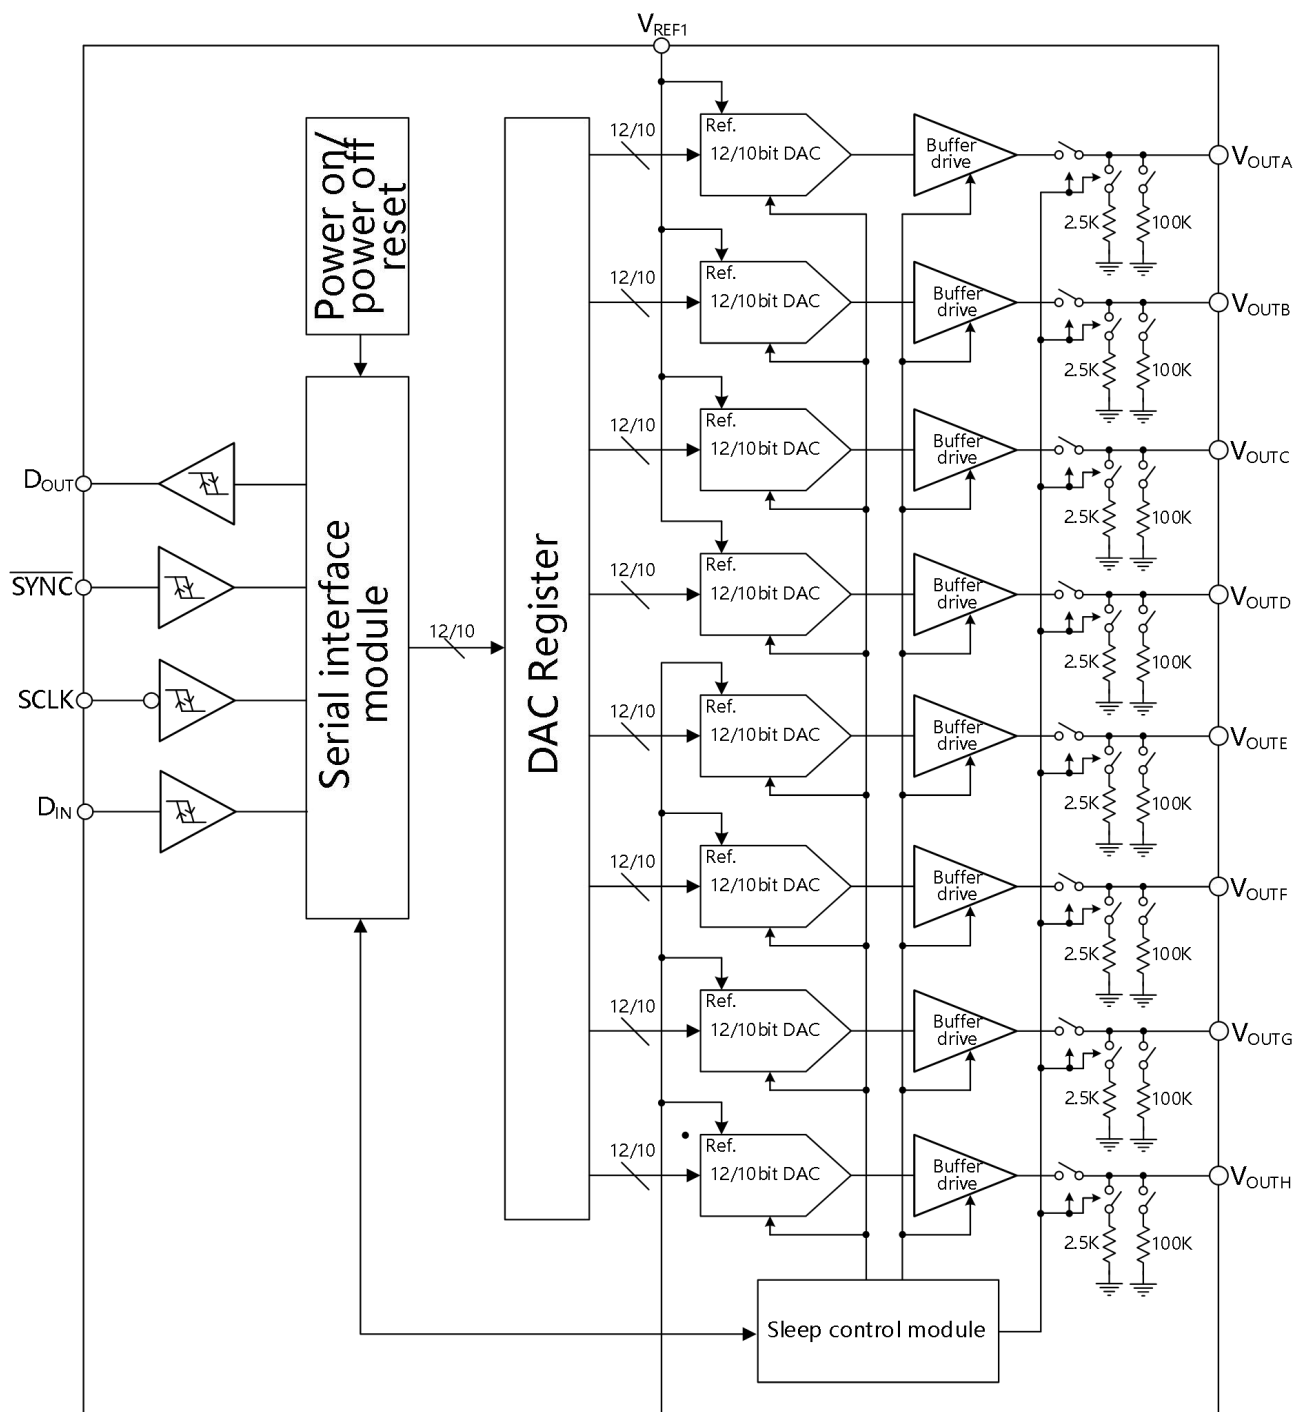 VREF1
Power on/
power off
reset
Serial interface
module
DAC Register
DOUT
SYNC
SCLK
DIN
12/10
12/10
Ref.
12/10bit DAC
Buffer
drive
2.5K
100K
VOUTA
12/10
Ref.
12/10bit DAC
Buffer
drive
2.5K
100K
VOUTB
12/10
Ref.
12/10bit DAC
Buffer
drive
2.5K
100K
VOUTC
12/10
Ref.
12/10bit DAC
Buffer
drive
2.5K
100K
VOUTD
12/10
Ref.
12/10bit DAC
Buffer
drive
2.5K
100K
VOUTE
12/10
Ref.
12/10bit DAC
Buffer
drive
2.5K
100K
VOUTF
12/10
Ref.
12/10bit DAC
Buffer
drive
2.5K
100K
VOUTG
12/10
Ref.
12/10bit DAC
Buffer
drive
2.5K
100K
VOUTH
Sleep control module